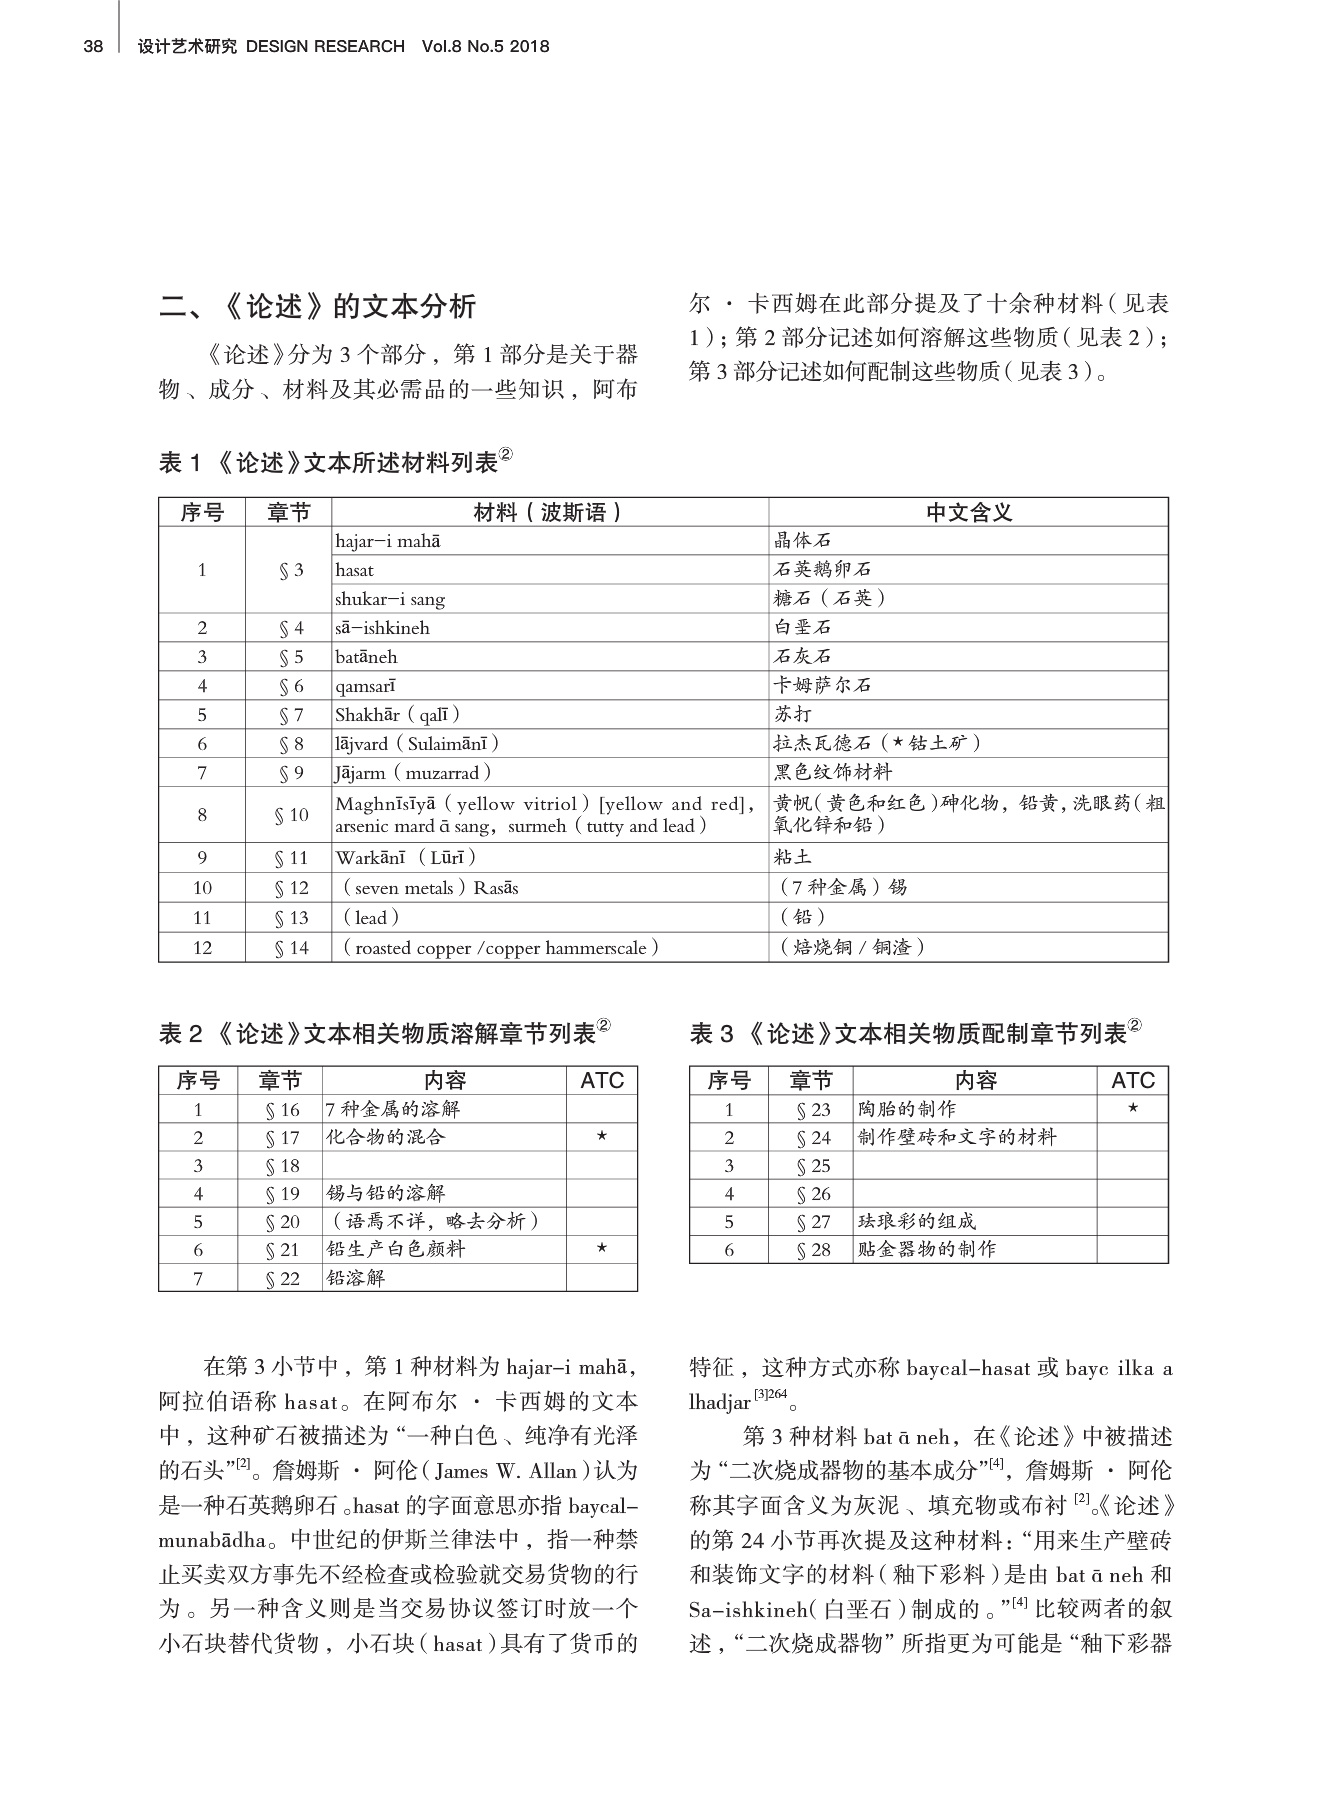 38 设计艺术研究 DESIGN RESEARCH Vol.8 No.5 2018
二、《论述》的文本分析
《论述》分为 3 个部分，第 1 部分是关于器
物、成分、材料及其必需品的一些知识，阿布
尔 · 卡西姆在此部分提及了十余种材料（见表
1）；第 2 部分记述如何溶解这些物质（见表 2）；
第 3 部分记述如何配制这些物质（见表 3）。
表 1 《论述》文本所述材料列表②
序号 章节 材料（波斯语） 中文含义
1 §3 hajar-i mahā 晶体石
hasat 石英鹅卵石
shukar-i sang 糖石（石英）
2 §4 sā-ishkineh 白垩石
3 §5 batāneh 石灰石
4 §6 qamsarī 卡姆萨尔石
5 §7 Shakhār（qalī） 苏打
6 §8 lājvard（Sulaimānī） 拉杰瓦德石（★钴土矿）
7 §9 Jājarm（muzarrad） 黑色纹饰材料
8 §10 Maghnīsīyā（yellow vitriol）[yellow and red]，
arsenic mard ā sang，surmeh（tutty and lead）
黄帆（黄色和红色）砷化物，铅黄，洗眼药（粗
氧化锌和铅）
9 §11 Warkānī （Lūrī） 粘土
10 §12 （seven metals）Rasās （7 种金属）锡
11 §13 （lead） （铅）
12 §14 （roasted copper /copper hammerscale） （焙烧铜 / 铜渣）
表 2 《论述》文本相关物质溶解章节列表②
序号 章节 内容 ATC
1 §16 7 种金属的溶解
2 §17 化合物的混合 ★
3 §18
4 §19 锡与铅的溶解
5 §20 （语焉不详，略去分析）
6 §21 铅生产白色颜料 ★
7 §22 铅溶解
表 3 《论述》文本相关物质配制章节列表②
序号 章节 内容 ATC
1 §23 陶胎的制作 ★
2 §24 制作壁砖和文字的材料
3 §25
4 §26
5 §27 珐琅彩的组成
6 §28 贴金器物的制作
在第 3 小节中，第 1 种材料为 hajar-i mahā，
阿拉伯语称 hasat。在阿布尔 · 卡西姆的文本
中，这种矿石被描述为“一种白色、纯净有光泽
的石头”[2]。詹姆斯 · 阿伦（James W. Allan）认为
是一种石英鹅卵石。hasat 的字面意思亦指 baycal-
munabādha。中世纪的伊斯兰律法中，指一种禁
止买卖双方事先不经检查或检验就交易货物的行
为。另一种含义则是当交易协议签订时放一个
小石块替代货物，小石块（hasat）具有了货币的
特征，这种方式亦称 baycal-hasat 或 bayc ilka a
lhadjar[3]264。
第 3 种材料 bat ā neh，在《论述》中被描述
为“二次烧成器物的基本成分”[4]，詹姆斯 · 阿伦
称其字面含义为灰泥、填充物或布衬[2]。《论述》
的第 24 小节再次提及这种材料：“用来生产壁砖
和装饰文字的材料（釉下彩料）是由 bat ā neh 和
Sa-ishkineh（白垩石）制成的。”[4] 比较两者的叙
述，“二次烧成器物”所指更为可能是“釉下彩器